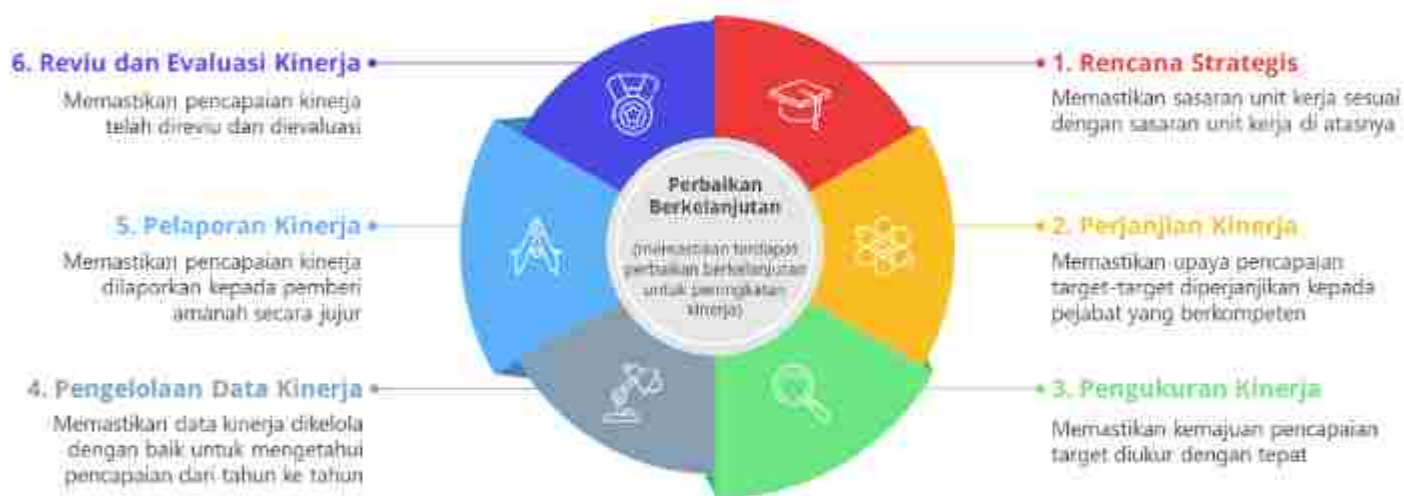 1. Rencana Strategis
Memastikan sasaran unit kerja sesuai
dengan sasaran unit kerja di atasnya
2. Perjanjian Kinerja
Memastikan upaya pencapaian
target-target diperjanjikan kepada
pejabat yang berkompeten
3. Pengukuran Kinerja
Memastikan kemajuan pencapaian
target diukur dengan tepat
4. Pengelolaan Data Kinerja
Memastikan data kinerja dikelola
dengan baik untuk mengetahui
pencapaian dari tahun ke tahun
5. Pelaporan Kinerja
Memastikan pencapaian kinerja
dilaporkan kepada pemberi
amanah secara jujur
6. Reviu dan Evaluasi Kinerja
Memastikan pencapaian kinerja
telah direviu dan dievaluasi
Perbaikan
Berkelanjutan
(memastikan terdapat
perbaikan berkelanjutan
untuk peningkatan
kinerja)